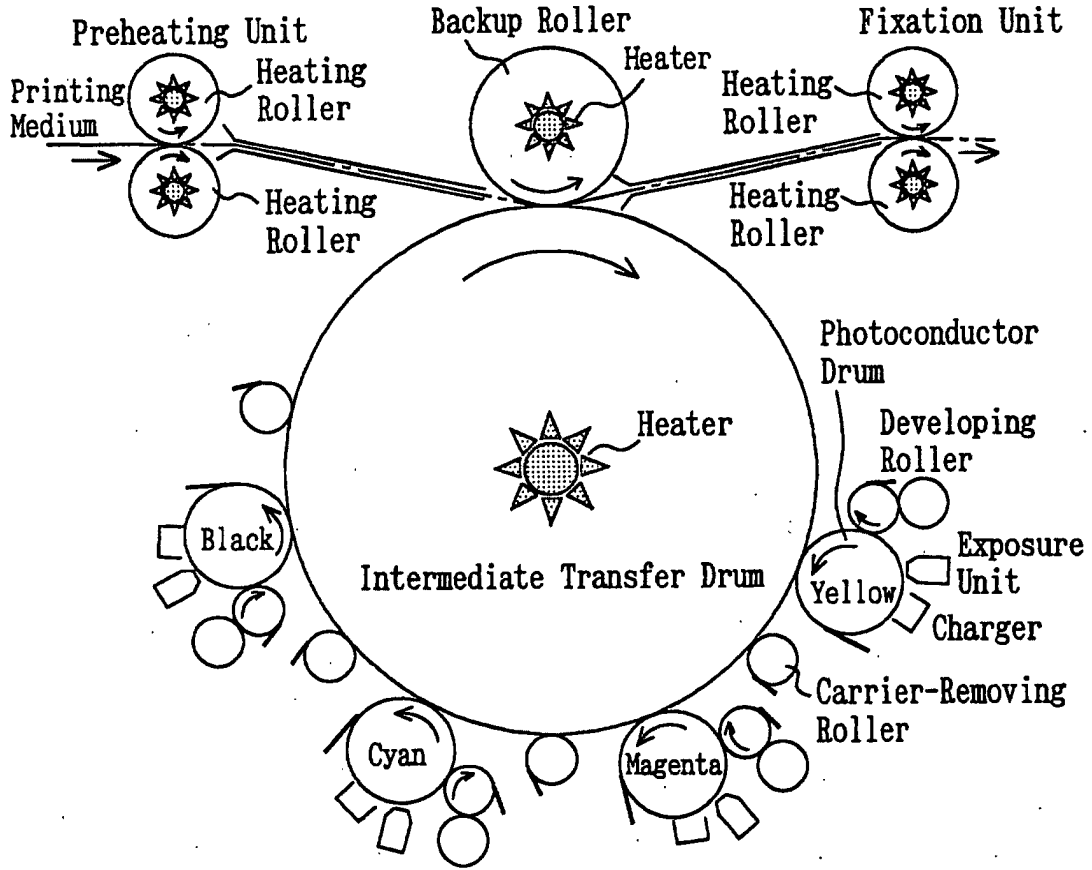 Preheating Unit
Backup Roller
Fixation Unit
Printing
Medium
Heating
Roller
Heater
Heating
Roller
Heating
Roller
Heating
Roller
Photoconductor
Drum
Heater
Developing
Roller
Black
Intermediate Transfer Drum
Yellow
Exposure
Unit
Charger
Carrier-Removing
Roller
Cyan
Magenta